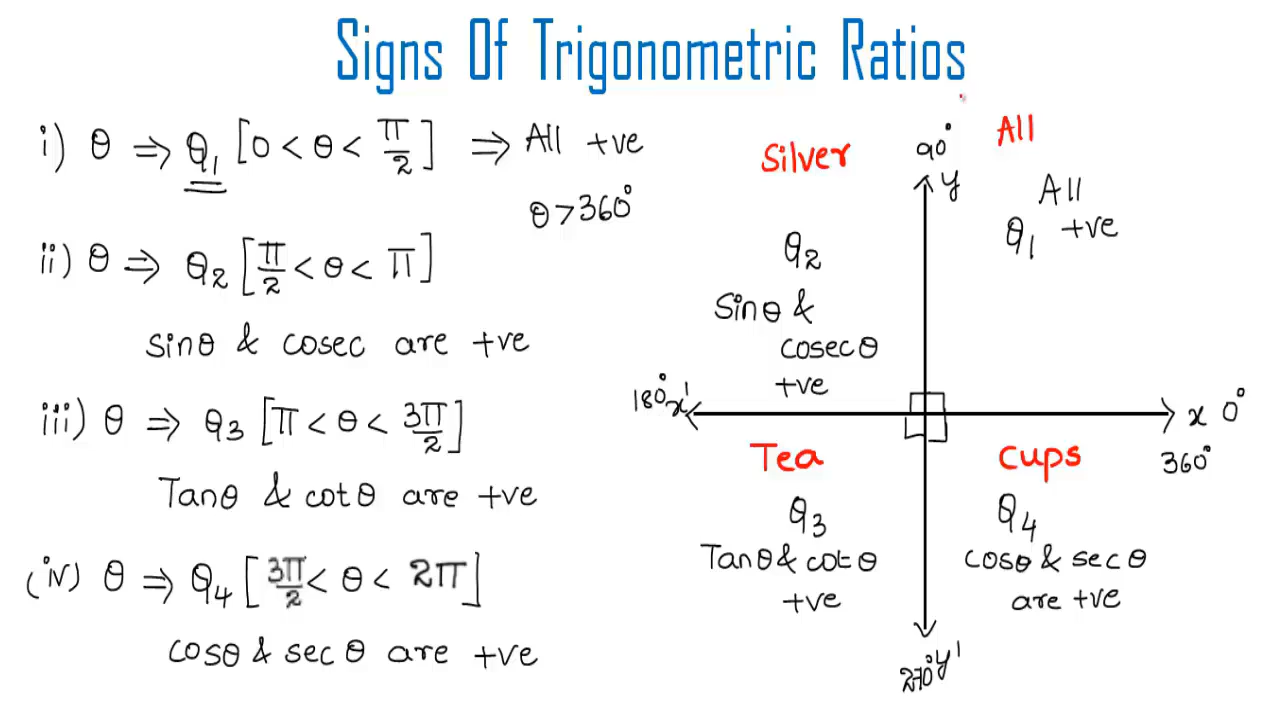 Signs Of Trigonometric Ratios
i) θ ⇒ Q₁ [0 < θ < π/2] ⇒ All +ve
θ > 360°
ii) θ ⇒ Q₂ [π/2 < θ < π]
sinθ & cosec are +ve
iii) θ ⇒ Q₃ [π < θ < 3π/2]
Tanθ & cotθ are +ve
(iv) θ ⇒ Q₄ [3π/2 < θ < 2π]
cosθ & secθ are +ve
Silver
90°
y
All
All
Q₁ +ve
Q₂
Sinθ &
cosecθ
+ve
180° x'
x 0°
360°
Tea
Q₃
Tanθ & cotθ
+ve
cups
Q₄
cosθ & secθ
are +ve
270° y'